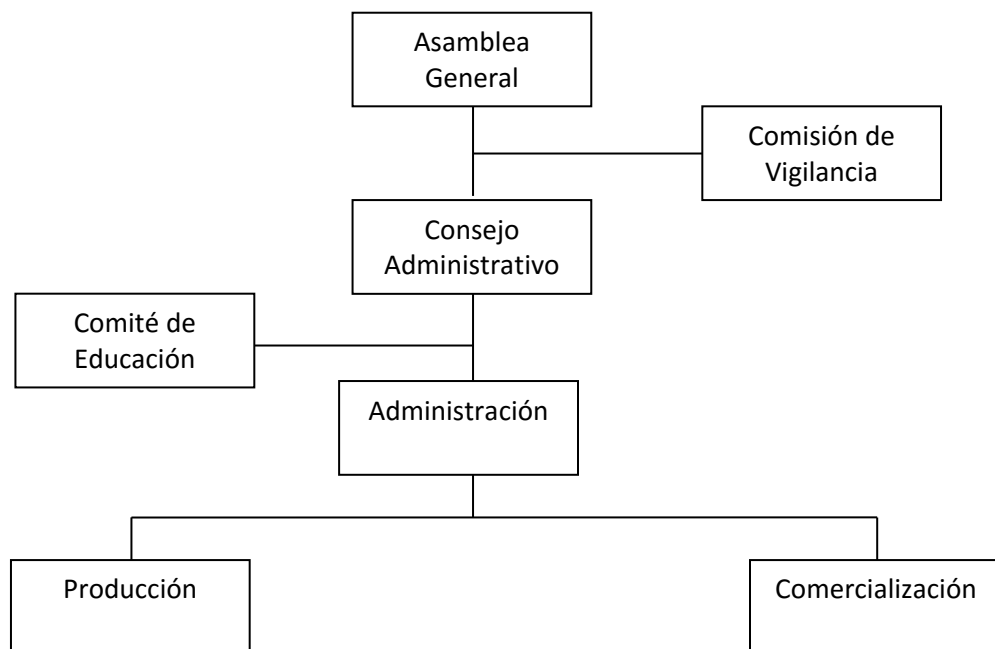 Asamblea
General
Comisión de
Vigilancia
Consejo
Administrativo
Comité de
Educación
Administración
Producción
Comercialización